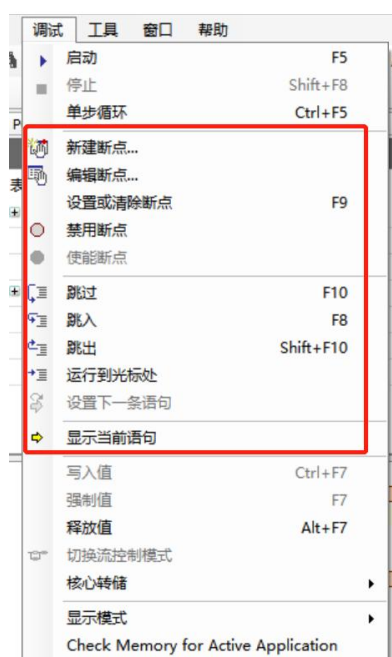 调试 工具 窗口 帮助
启动 F5
停止 Shift+F8
单步循环 Ctrl+F5
P
新建断点...
编辑断点...
表
设置或清除断点 F9
禁用断点
使能断点
跳过 F10
跳入 F8
跳出 Shift+F10
运行到光标处
设置下一条语句
显示当前语句
写入值 Ctrl+F7
强制值 F7
释放值 Alt+F7
切换流控制模式
核心转储
显示模式
Check Memory for Active Application